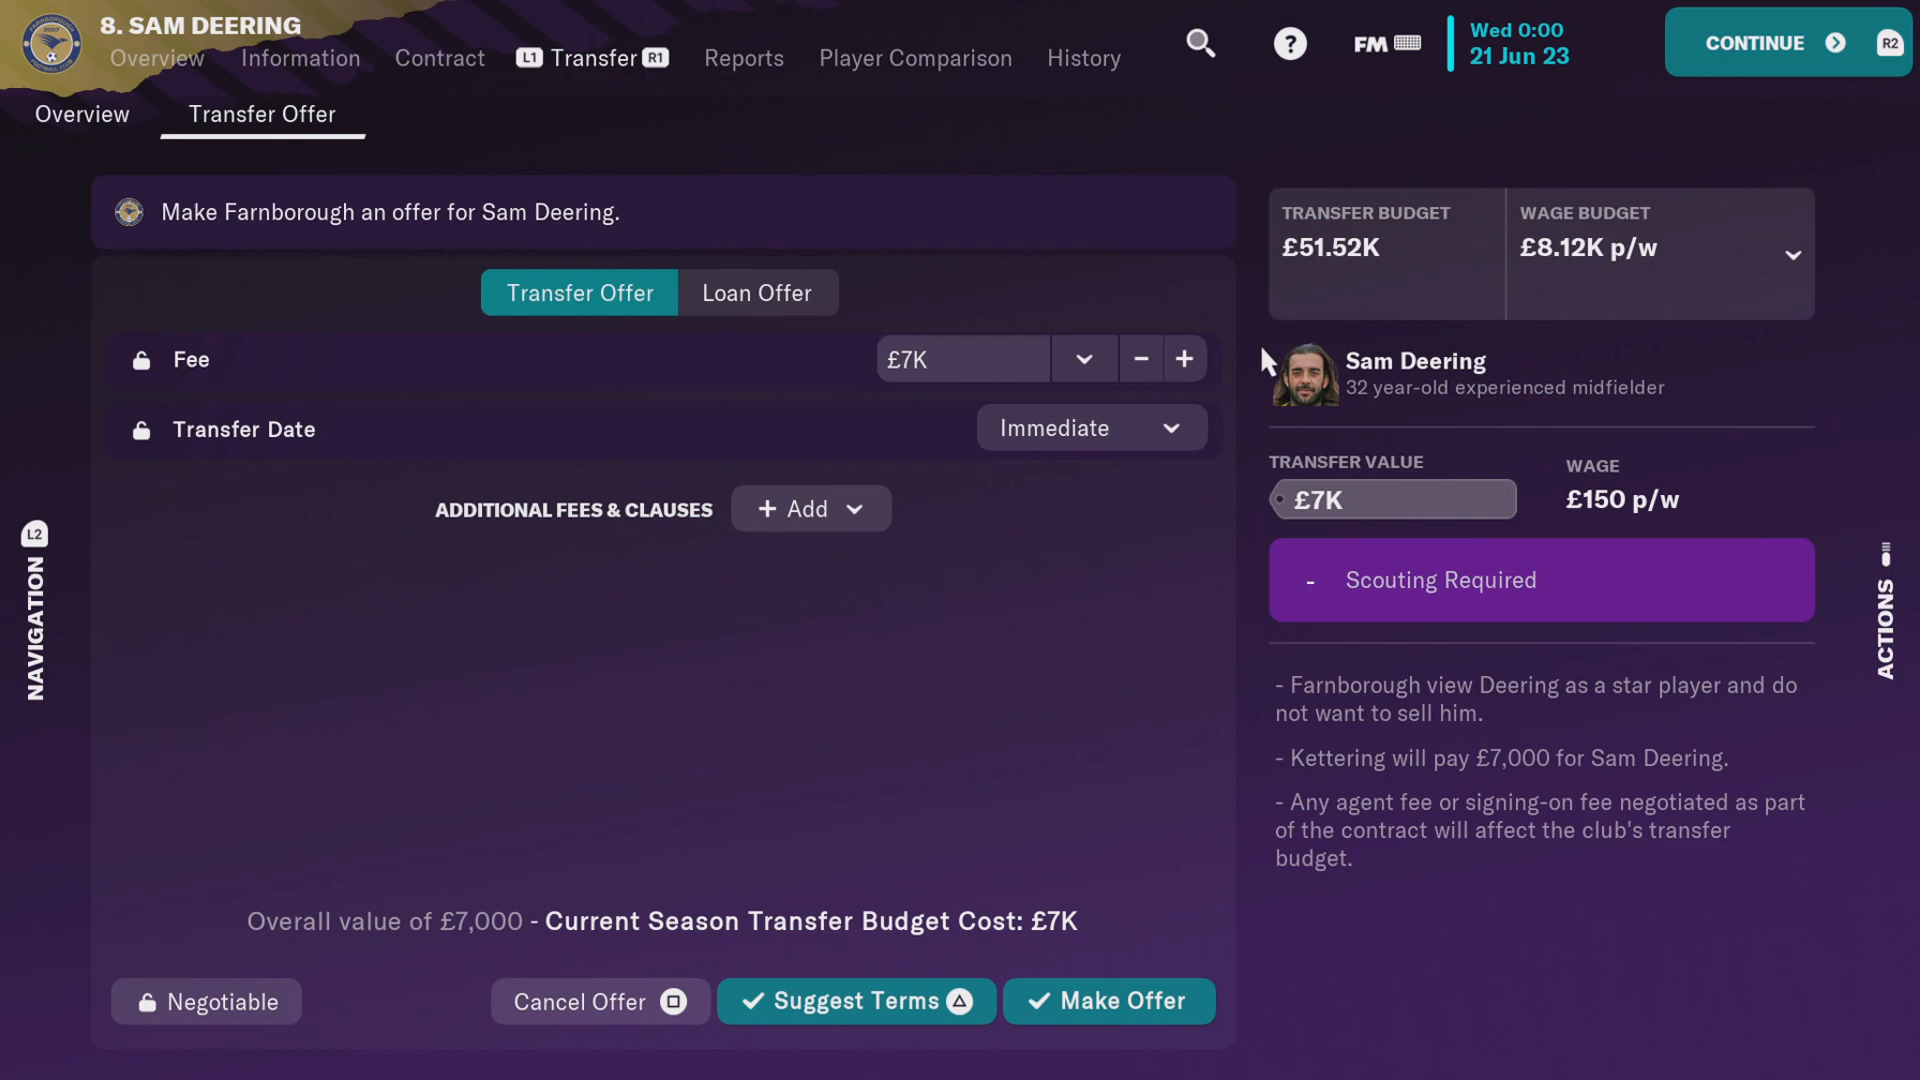 8. SAM DEERING
Overview Information Contract L1 Transfer R1 Reports Player Comparison History
? FM Wed 0:00
21 Jun 23
CONTINUE R2
Overview Transfer Offer
Make Farnborough an offer for Sam Deering.
Transfer Offer Loan Offer
Fee £7K - +
Transfer Date Immediate
ADDITIONAL FEES & CLAUSES + Add
Overall value of £7,000 - Current Season Transfer Budget Cost: £7K
Negotiable Cancel Offer Suggest Terms Make Offer
TRANSFER BUDGET WAGE BUDGET
£51.52K £8.12K p/w
Sam Deering
32 year-old experienced midfielder
TRANSFER VALUE WAGE
£7K £150 p/w
- Scouting Required
- Farnborough view Deering as a star player and do
not want to sell him.
- Kettering will pay £7,000 for Sam Deering.
- Any agent fee or signing-on fee negotiated as part
of the contract will affect the club's transfer
budget.
L2
NAVIGATION
ACTIONS